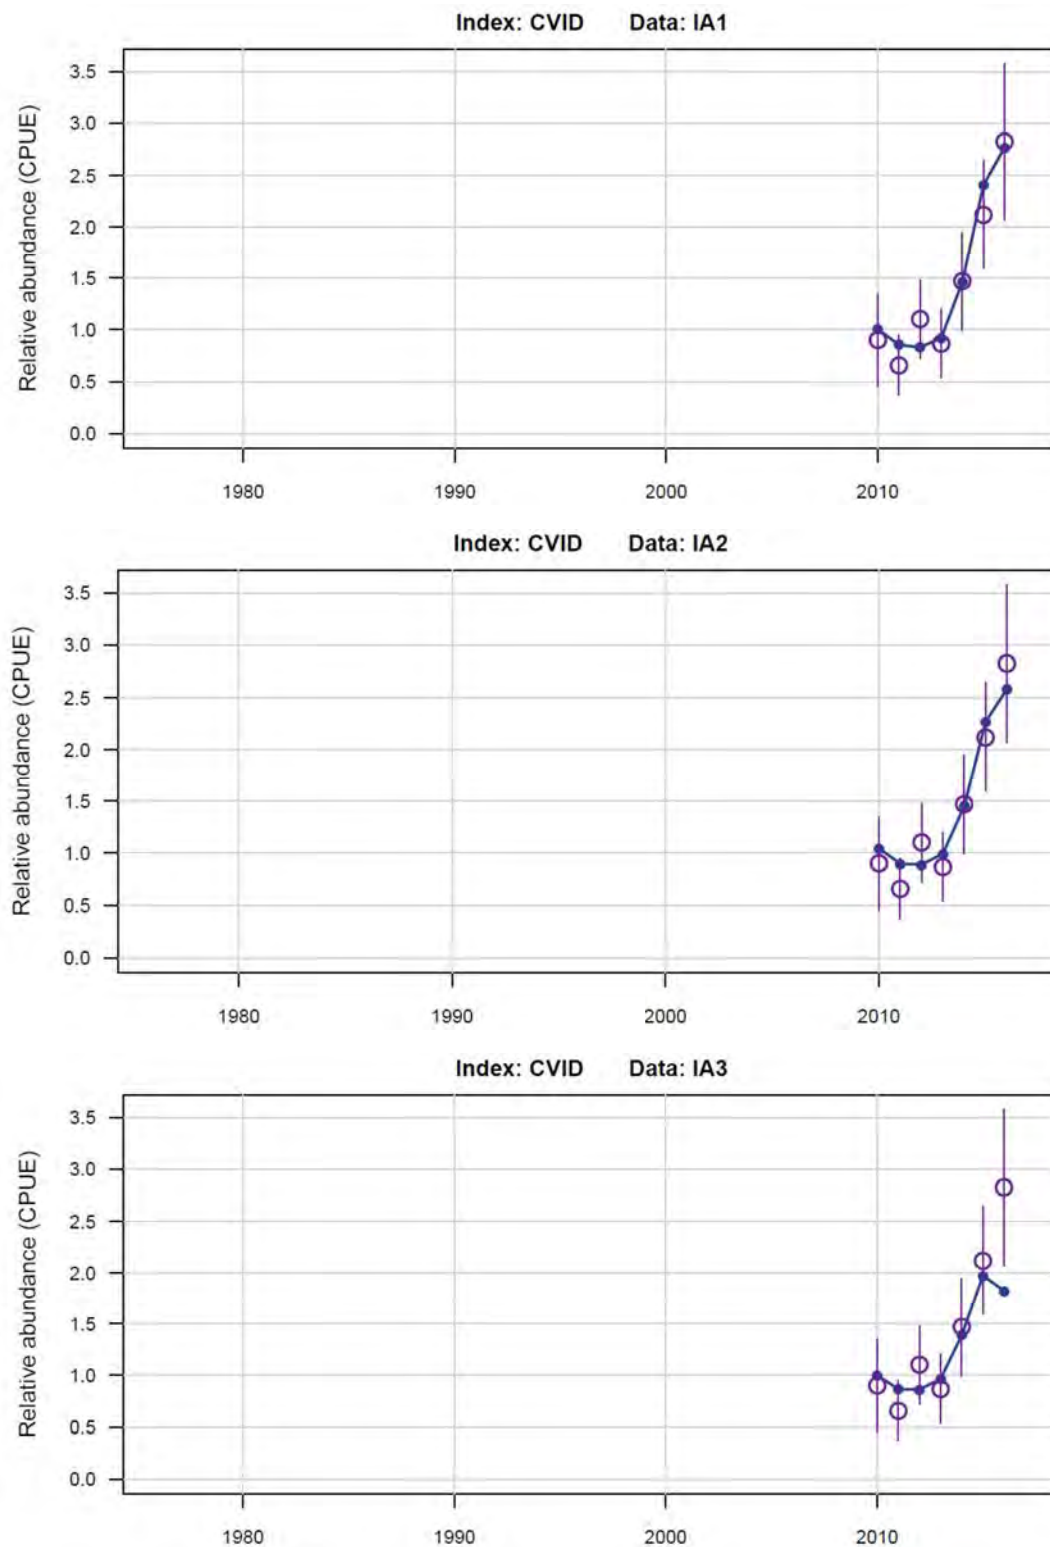 Index: CVID Data: IA1
Relative abundance (CPUE)
3.5
3.0
2.5
2.0
1.5
1.0
0.5
0.0
1980 1990 2000 2010
Index: CVID Data: IA2
Relative abundance (CPUE)
3.5
3.0
2.5
2.0
1.5
1.0
0.5
0.0
1980 1990 2000 2010
Index: CVID Data: IA3
Relative abundance (CPUE)
3.5
3.0
2.5
2.0
1.5
1.0
0.5
0.0
1980 1990 2000 2010